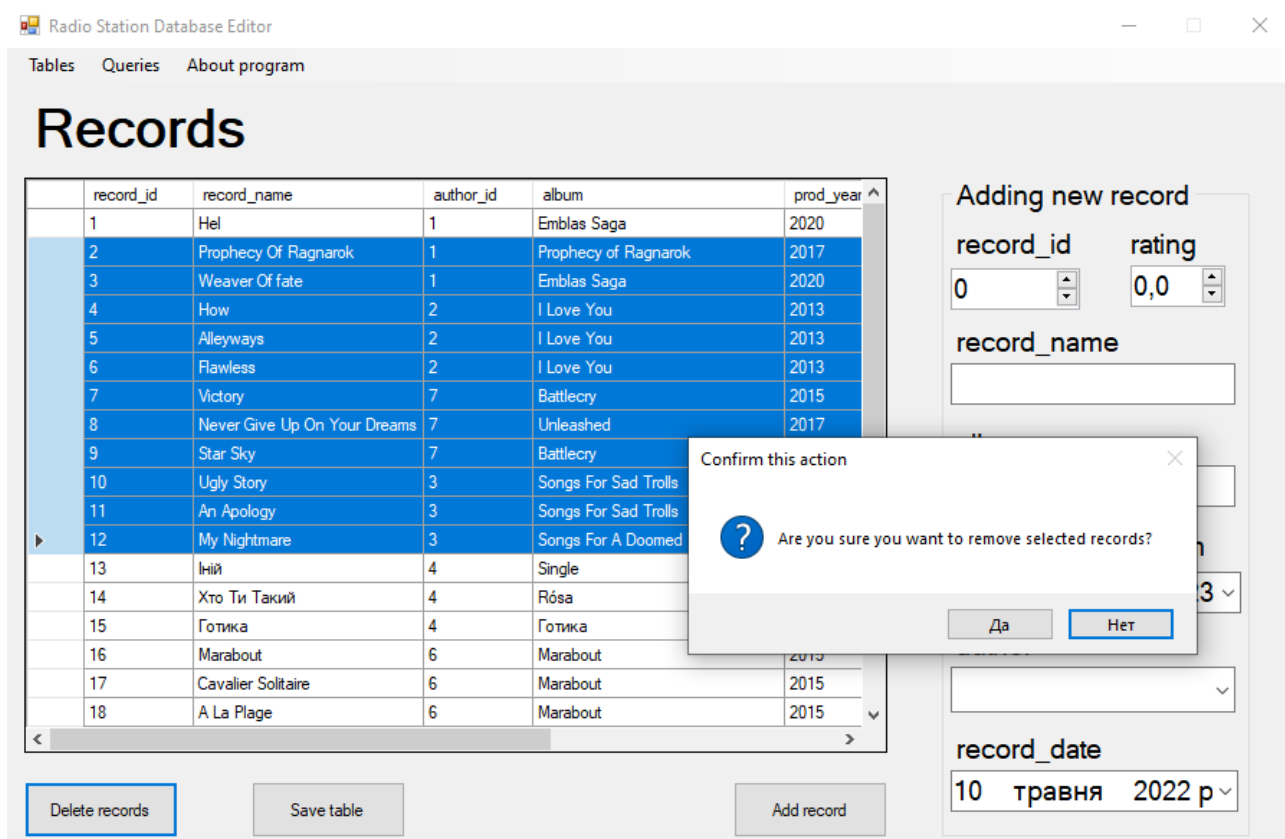 Radio Station Database Editor
Tables Queries About program
Records
record_id record_name author_id album prod_year
1 Hel 1 Emblas Saga 2020
2 Prophecy Of Ragnarok 1 Prophecy of Ragnarok 2017
3 Weaver Of fate 1 Emblas Saga 2020
4 How 2 I Love You 2013
5 Alleyways 2 I Love You 2013
6 Flawless 2 I Love You 2013
7 Victory 7 Battlecry 2015
8 Never Give Up On Your Dreams 7 Unleashed 2017
9 Star Sky 7 Battlecry
10 Ugly Story 3 Songs For Sad Trolls
11 An Apology 3 Songs For Sad Trolls
12 My Nightmare 3 Songs For A Doomed
13 Іній 4 Single
14 Хто Ти Такий 4 Rósa
15 Готика 4 Готика
16 Marabout 6 Marabout 2015
17 Cavalier Solitaire 6 Marabout 2015
18 A La Plage 6 Marabout 2015
Delete records Save table Add record
Adding new record
record_id rating
0 0,0
record_name
Confirm this action
Are you sure you want to remove selected records?
Да Нет
record_date
10 травня 2022 р